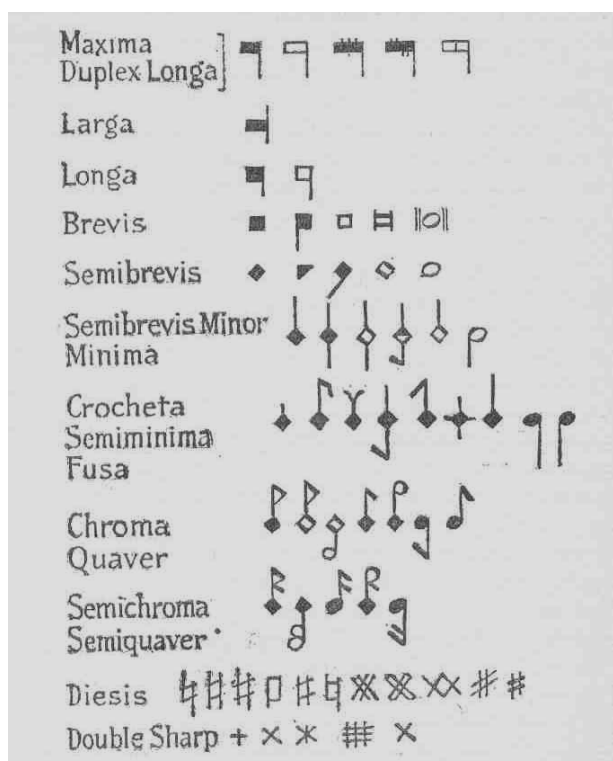 Maxima
Duplex Longa
Larga
Longa
Brevis
Semibrevis
Semibrevis Minor
Minima
Crocheta
Semiminima
Fusa
Chroma
Quaver
Semichroma
Semiquaver
Diesis
Double Sharp